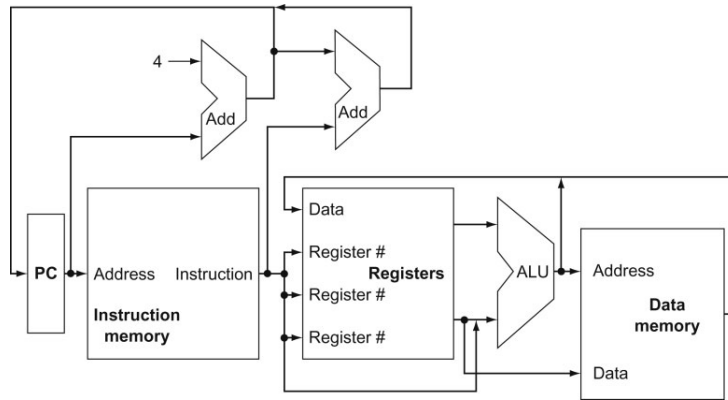 4
Add
Add
PC
Address
Instruction
Instruction
memory
Data
Register #
Registers
Register #
Register #
ALU
Address
Data
memory
Data